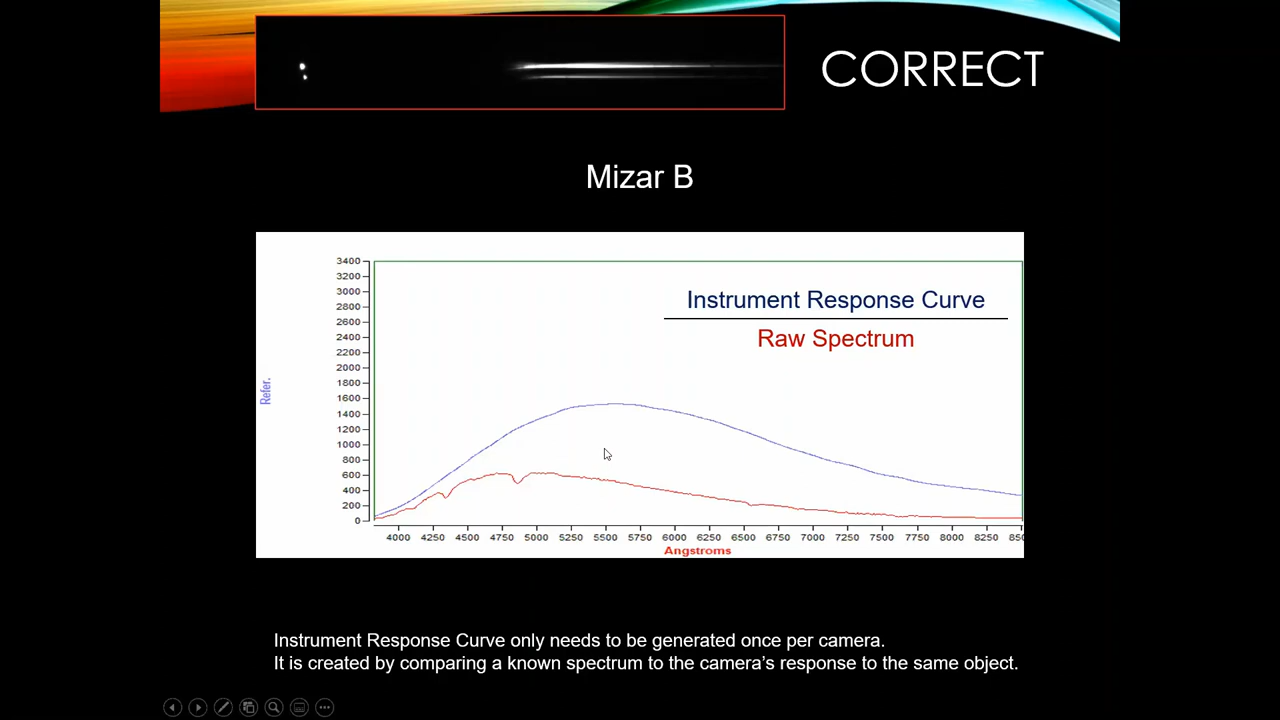 CORRECT
Mizar B
3400
3200
3000
2800
2600
2400
2200
2000
1800
1600
1400
1200
1000
800
600
400
200
0
Refer.
Instrument Response Curve
Raw Spectrum
4000 4250 4500 4750 5000 5250 5500 5750 6000 6250 6500 6750 7000 7250 7500 7750 8000 8250 850
Angstroms
Instrument Response Curve only needs to be generated once per camera.
It is created by comparing a known spectrum to the camera’s response to the same object.